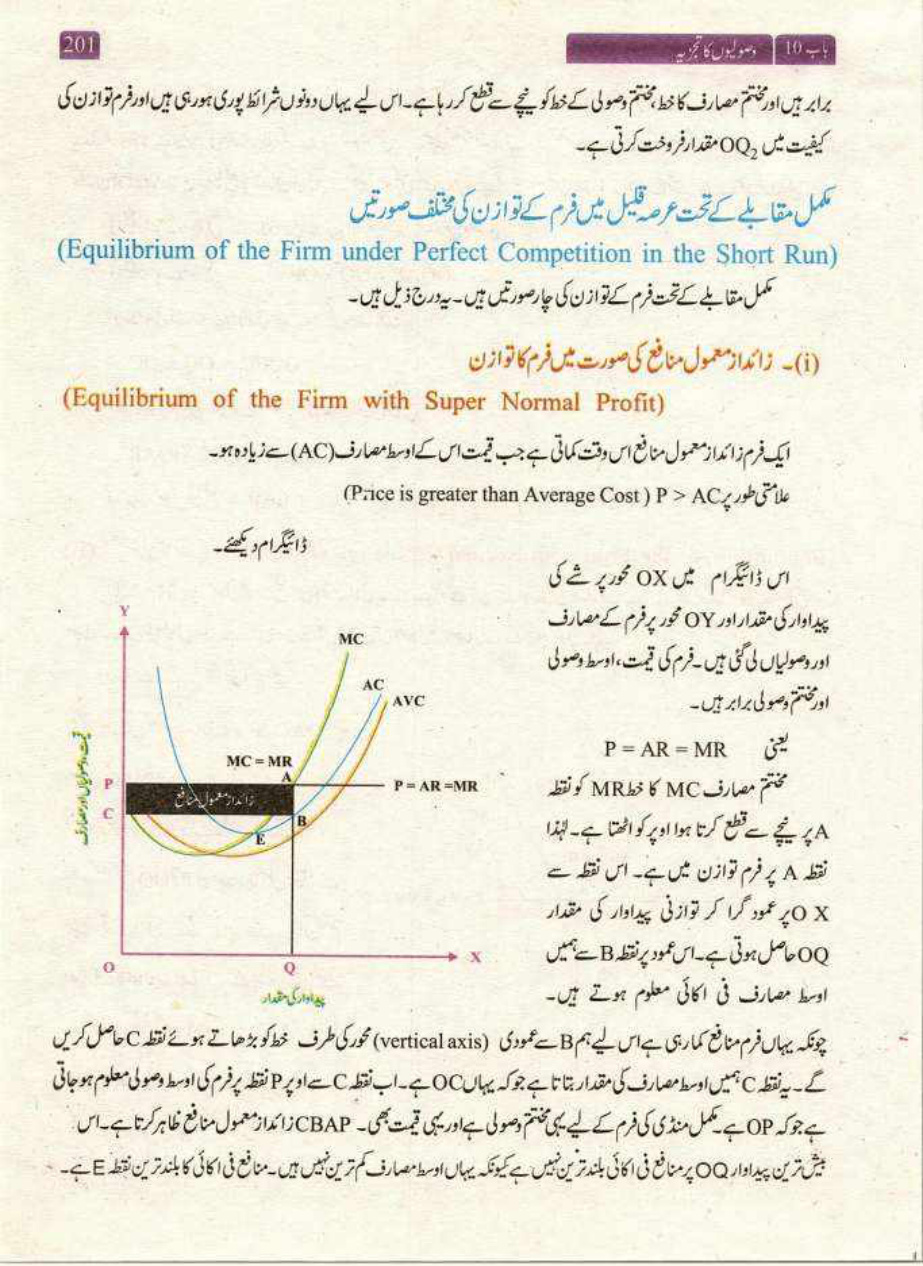 201
باب 10 وصولیوں کا تجزیہ
برابر ہیں اور مختتم مصارف کا خط، مختتم وصولی کے خط کو نیچے سے قطع کر رہا ہے۔ اس لیے یہاں دونوں شرائط پوری ہو رہی ہیں اور فرم توازن کی
کیفیت میں OQ₂ مقدار فروخت کرتی ہے۔
مکمل مقابلے کے تحت عرصہ قلیل میں فرم کے توازن کی مختلف صورتیں
(Equilibrium of the Firm under Perfect Competition in the Short Run)
مکمل مقابلے کے تحت فرم کے توازن کی چار صورتیں ہیں۔ یہ درج ذیل ہیں۔
(i)۔ زائد از معمول منافع کی صورت میں فرم کا توازن
(Equilibrium of the Firm with Super Normal Profit)
ایک فرم زائد از معمول منافع اس وقت کماتی ہے جب قیمت اس کے اوسط مصارف (AC) سے زیادہ ہو۔
علامتی طور پر P > AC (Price is greater than Average Cost)
ڈائیگرام دیکھئے۔
اس ڈائیگرام میں OX محور پر شے کی
پیداوار کی مقدار اور OY محور پر فرم کے مصارف
اور وصولیاں لی گئی ہیں۔ فرم کی قیمت، اوسط وصولی
اور مختتم وصولی برابر ہیں۔
یعنی P = AR = MR
مختتم مصارف MC کا خط MR کو نقطہ
A پر نیچے سے قطع کرتا ہوا اوپر کو اٹھتا ہے۔ لہٰذا
نقطہ A پر فرم توازن میں ہے۔ اس نقطہ سے
O X پر عمود گرا کر توازنی پیداوار کی مقدار
OQ حاصل ہوتی ہے۔ اس عمود پر نقطہ B سے ہمیں
اوسط مصارف فی اکائی معلوم ہوتے ہیں۔
Y
MC
AC
AVC
MC = MR
A
P
P = AR =MR
زائد از معمول منافع
C
B
E
قیمت، وصولیاں اور مصارف
O
Q
X
پیداوار کی مقدار
چونکہ یہاں فرم منافع کما رہی ہے اس لیے ہم B سے عمودی (vertical axis) محور کی طرف خط کو بڑھاتے ہوئے نقطہ C حاصل کریں
گے۔ یہ نقطہ C ہمیں اوسط مصارف کی مقدار بتاتا ہے جو کہ یہاں OC ہے۔ اب نقطہ C سے اوپر P نقطہ پر فرم کی اوسط وصولی معلوم ہو جاتی
ہے جو کہ OP ہے۔ مکمل منڈی کی فرم کے لیے یہی مختتم وصولی ہے اور یہی قیمت بھی۔ CBAP زائد از معمول منافع ظاہر کرتا ہے۔ اس
بیش ترین پیداوار OQ پر منافع فی اکائی بلند ترین نہیں ہے کیونکہ یہاں اوسط مصارف کم ترین نہیں ہیں۔ منافع فی اکائی کا بلند ترین نقطہ E ہے۔